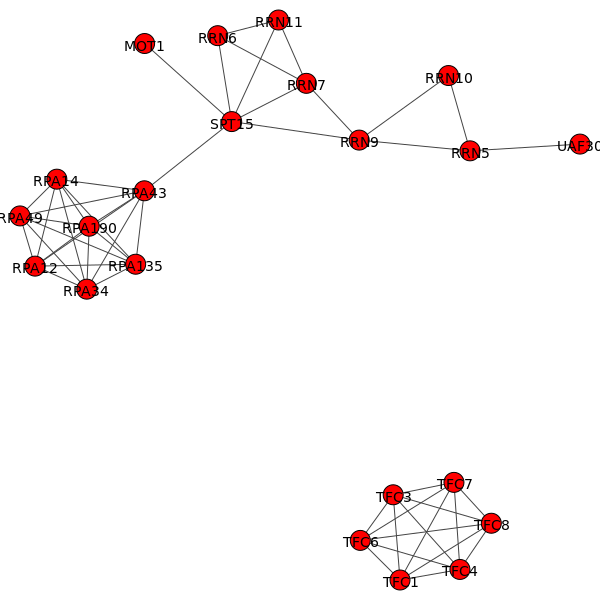 RRN11
RRN6
MOT1
RRN10
RRN7
SPT15
RRN9
UAF30
RRN5
RPA14
RPA43
RPA49
RPA190
RPA12
RPA135
RPA34
TFC7
TFC3
TFC8
TFC6
TFC4
TFC1